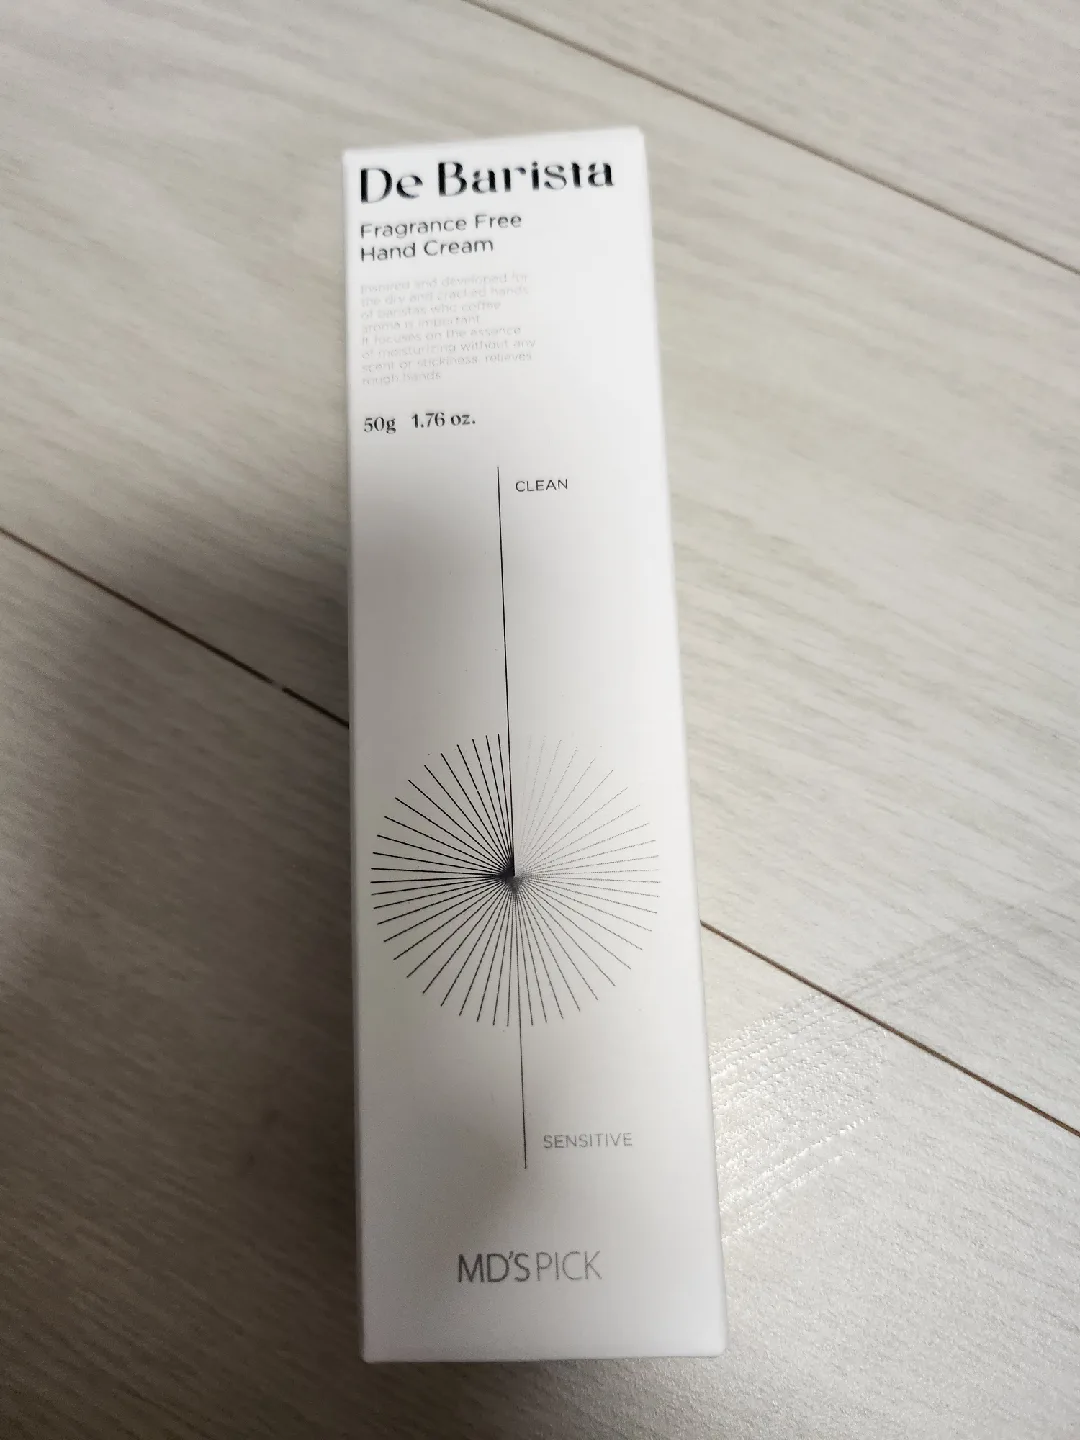 De Barista
Fragrance Free
Hand Cream
Inspired and developed for
the dry and cracked hands
of baristas who coffee
aroma is important.
It focuses on the essence
of moisturizing without any
scent or stickiness, relieves
rough hands.
50g 1.76 oz.
CLEAN
SENSITIVE
MD'SPICK